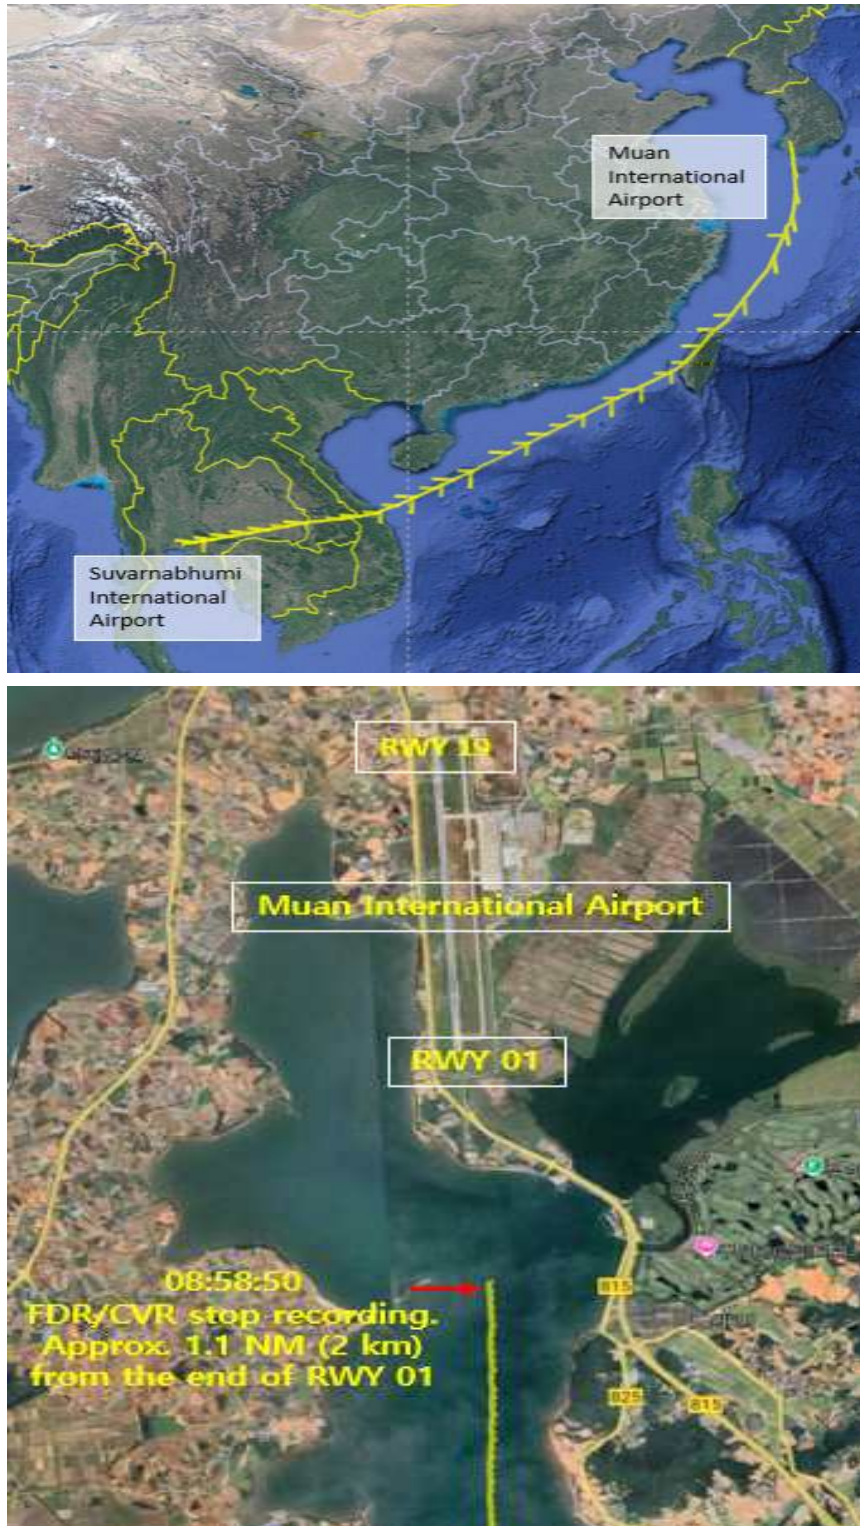 Muan
International
Airport
Suvarnabhumi
International
Airport
RWY 19
Muan International Airport
RWY 01
08:58:50
FDR/CVR stop recording.
Approx. 1.1 NM (2 km)
from the end of RWY 01
815
825
815